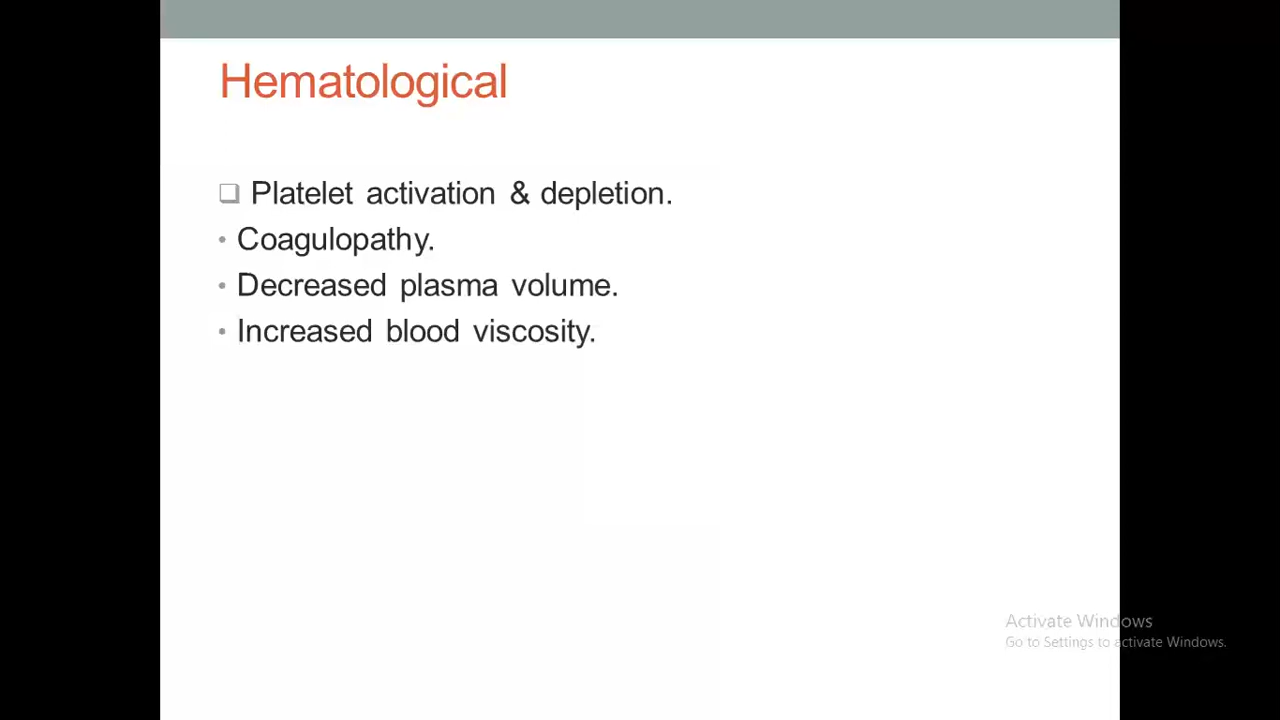 Hematological
❑ Platelet activation & depletion.
• Coagulopathy.
• Decreased plasma volume.
• Increased blood viscosity.
Activate Windows
Go to Settings to activate Windows.